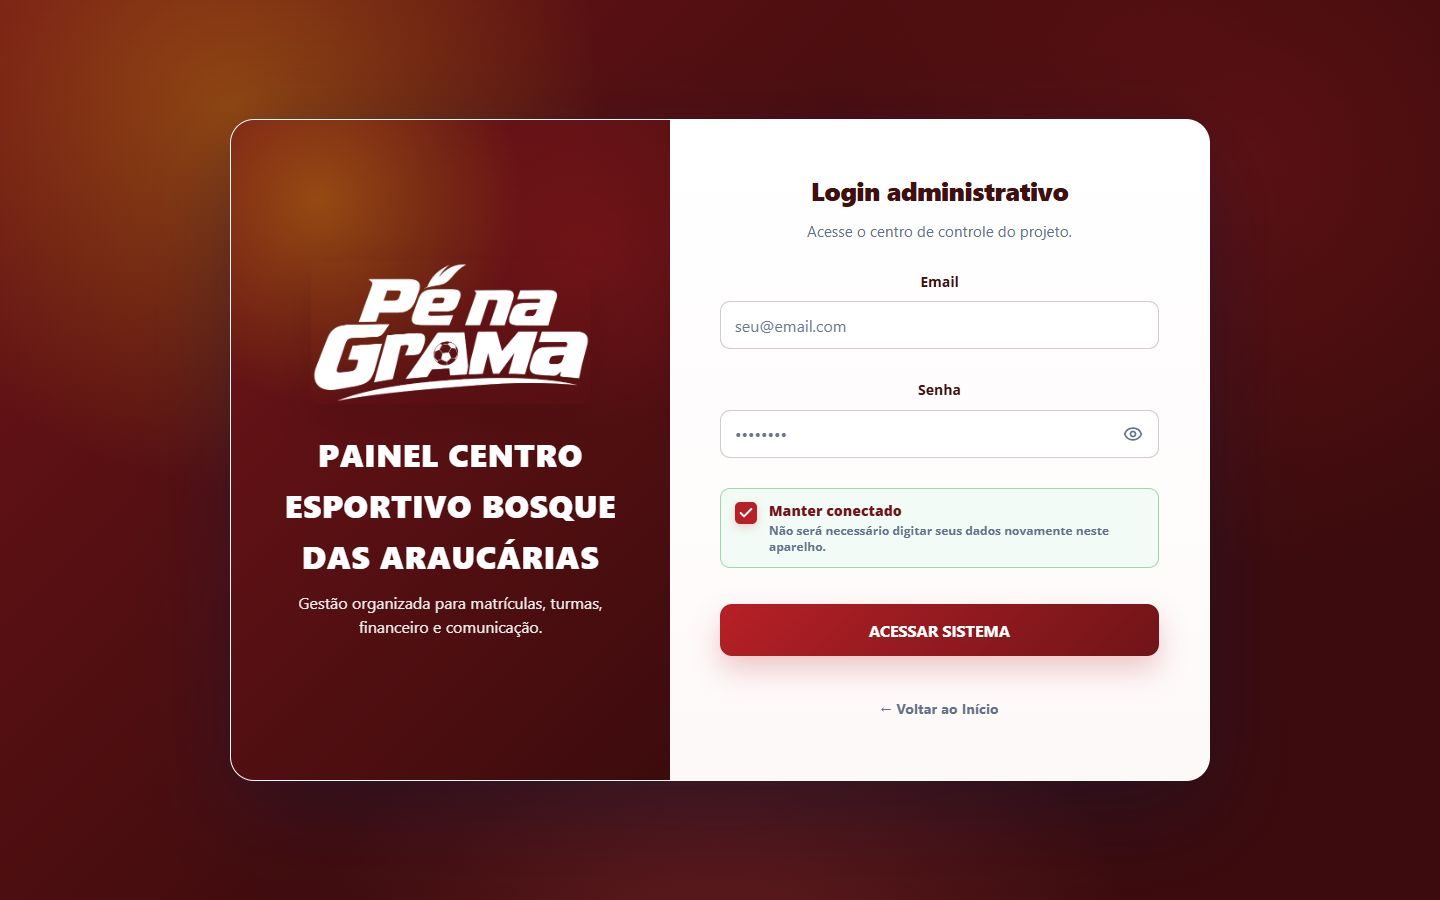 Pé na
Grama
PAINEL CENTRO
ESPORTIVO BOSQUE
DAS ARAUCÁRIAS
Gestão organizada para matrículas, turmas,
financeiro e comunicação.
Login administrativo
Acesse o centro de controle do projeto.
Email
seu@email.com
Senha
••••••••
Manter conectado
Não será necessário digitar seus dados novamente neste
aparelho.
ACESSAR SISTEMA
← Voltar ao Início